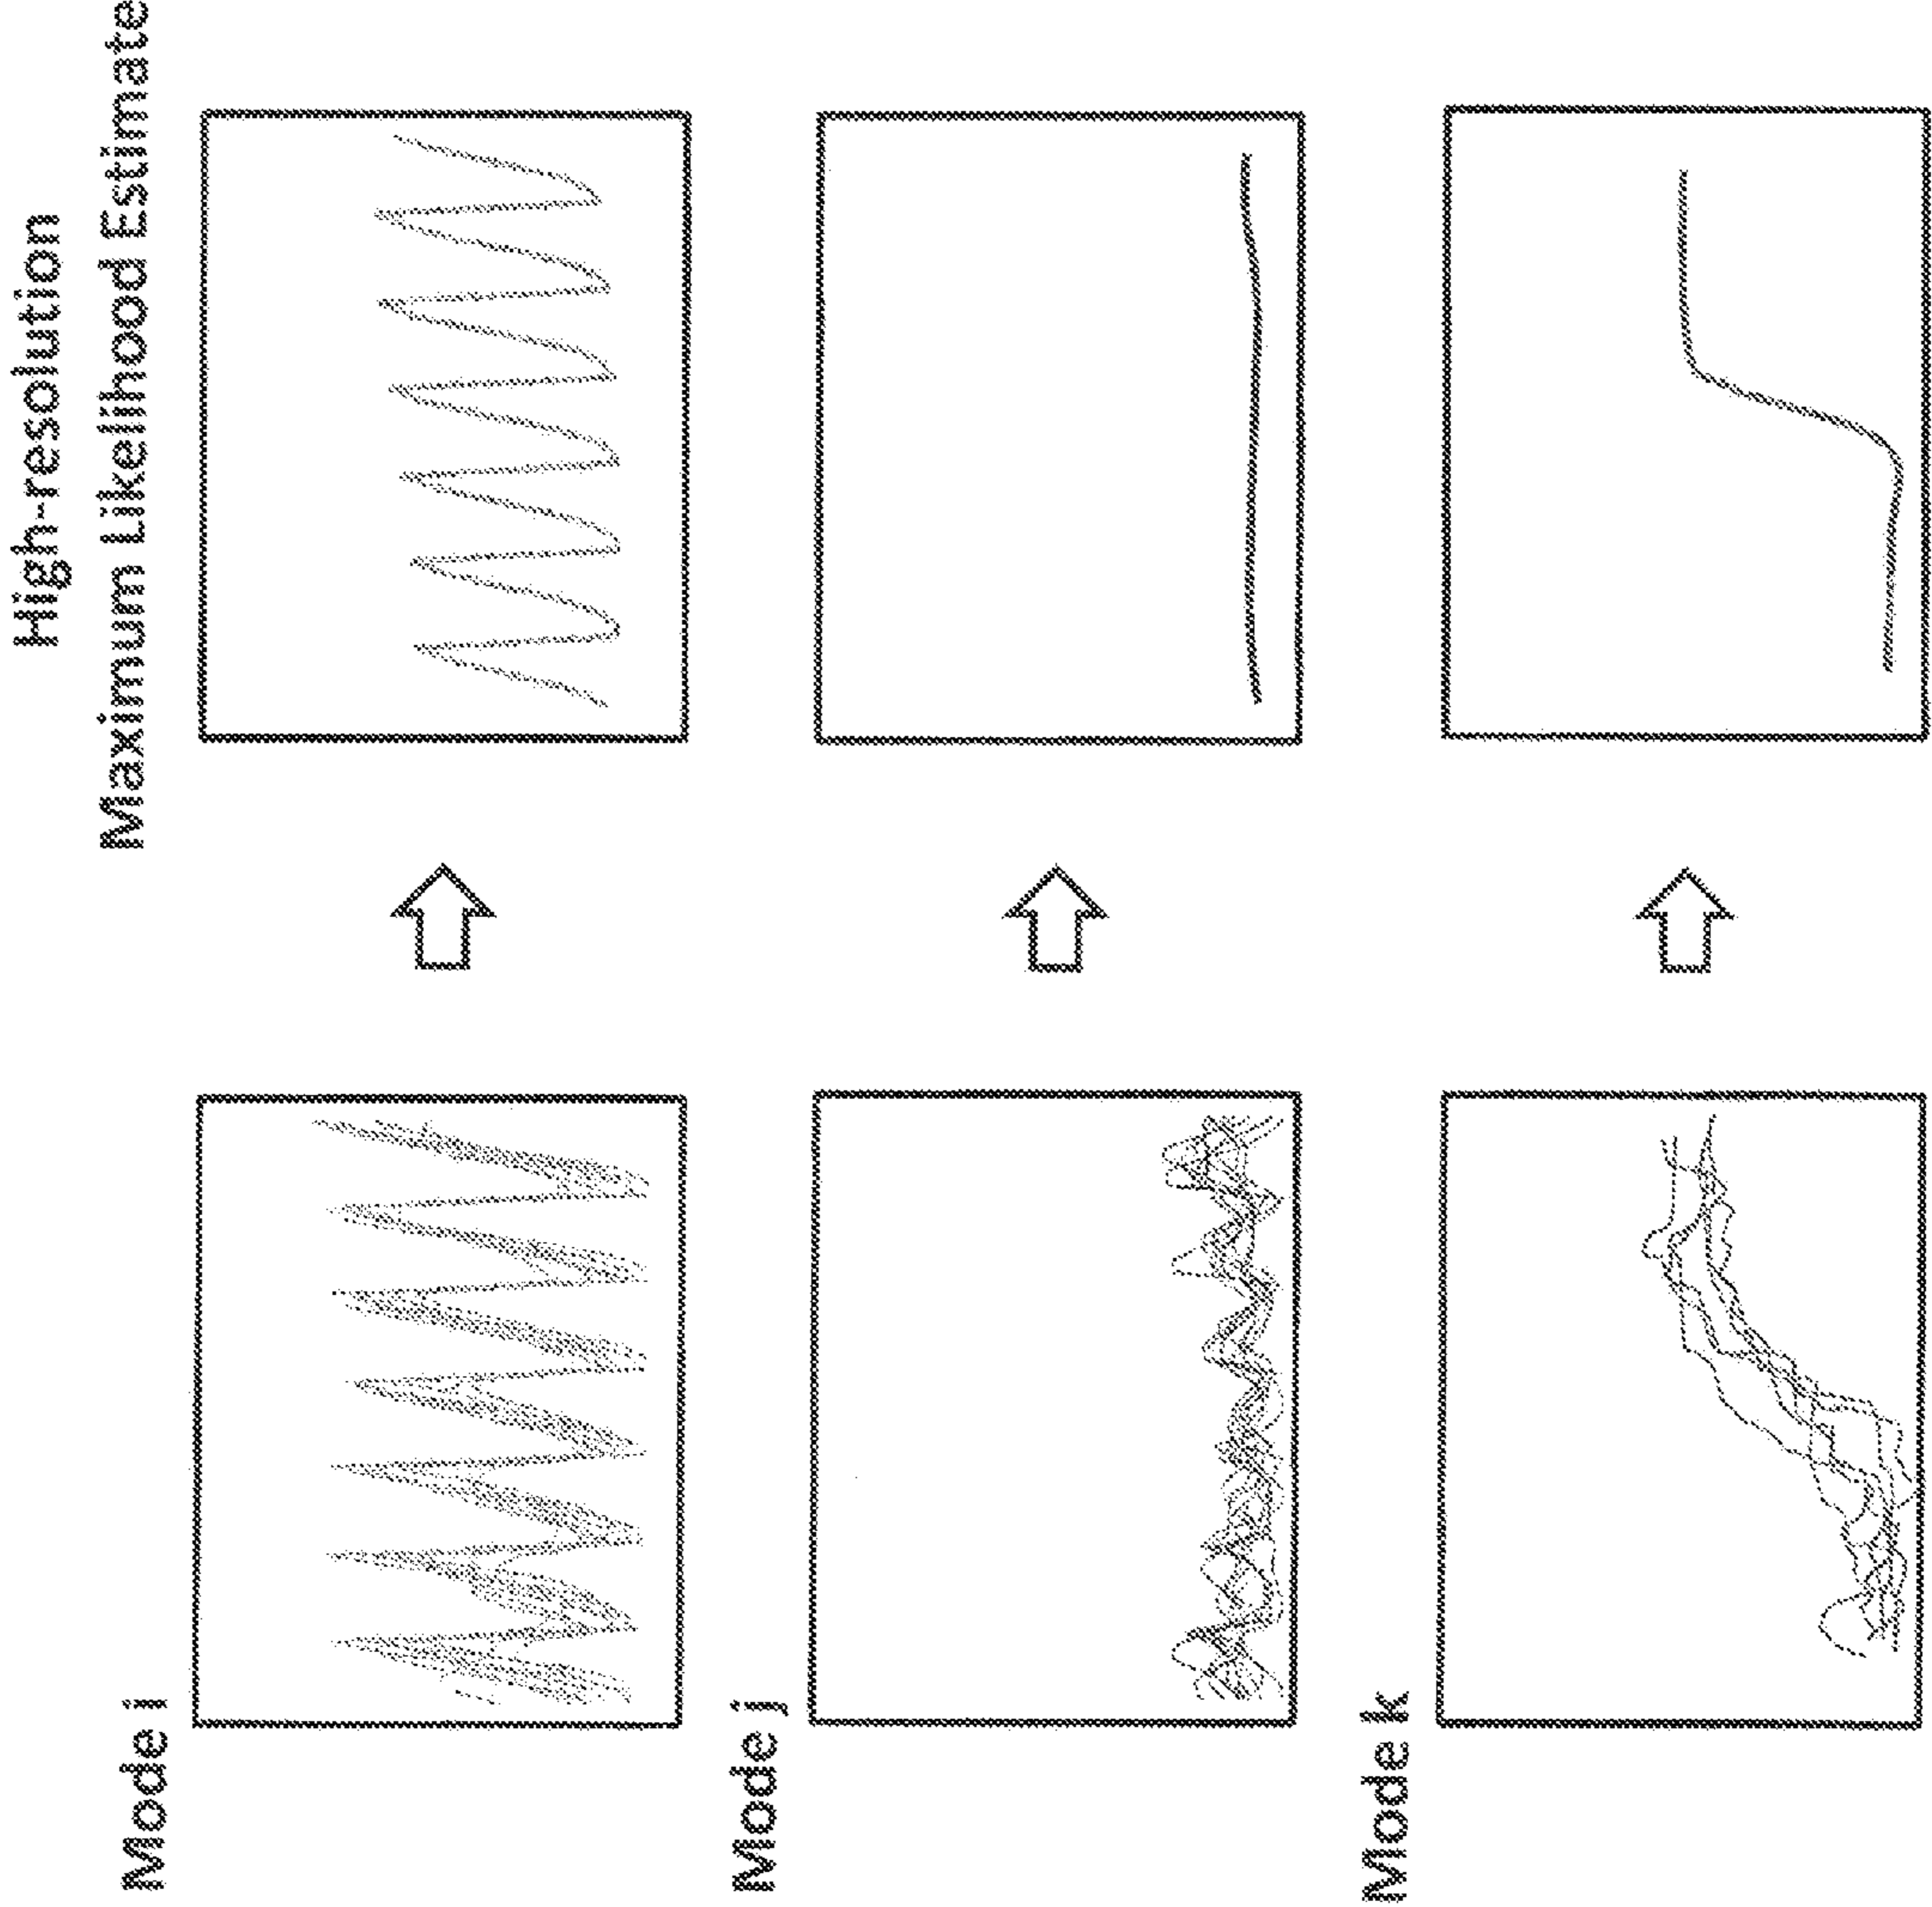 High-resolution
Maximum Likelihood Estimate
Mode i
Mode j
Mode k